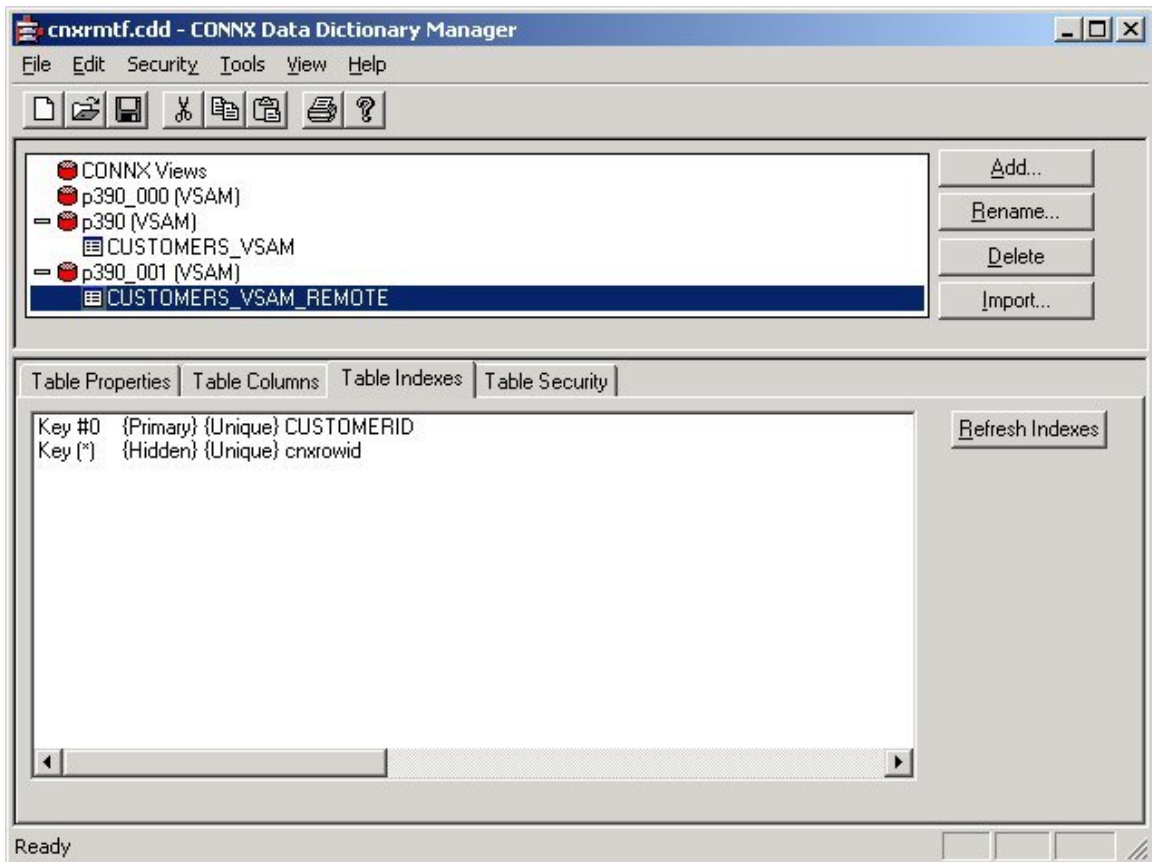 cnxrmtf.cdd - CONNX Data Dictionary Manager
File Edit Security Tools View Help
CONNX Views
p390_000 (VSAM)
p390 (VSAM)
CUSTOMERS_VSAM
p390_001 (VSAM)
CUSTOMERS_VSAM_REMOTE
Add...
Rename...
Delete
Import...
Table Properties Table Columns Table Indexes Table Security
Key #0 {Primary} {Unique} CUSTOMERID
Key (*) {Hidden} {Unique} cnxrowid
Refresh Indexes
Ready